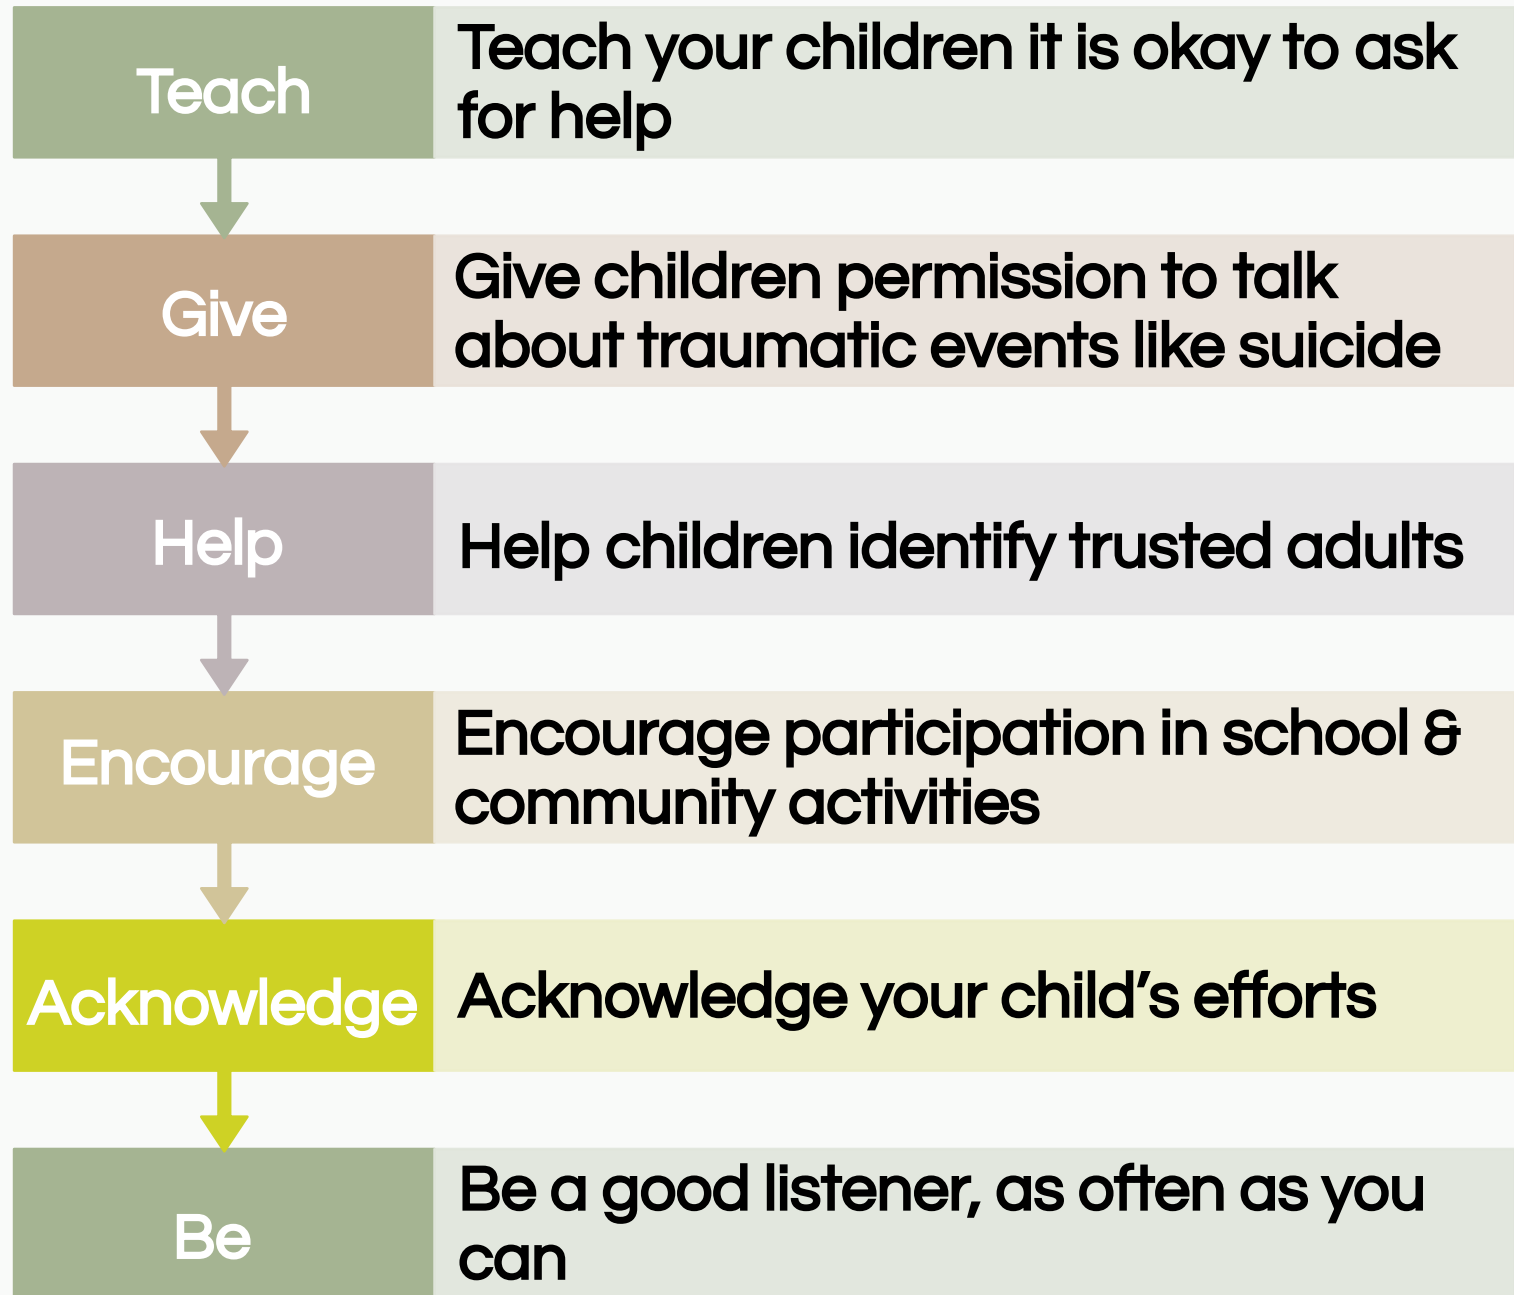 Teach
Teach your children it is okay to ask
for help
Give
Give children permission to talk
about traumatic events like suicide
Help
Help children identify trusted adults
Encourage
Encourage participation in school &
community activities
Acknowledge
Acknowledge your child’s efforts
Be
Be a good listener, as often as you
can